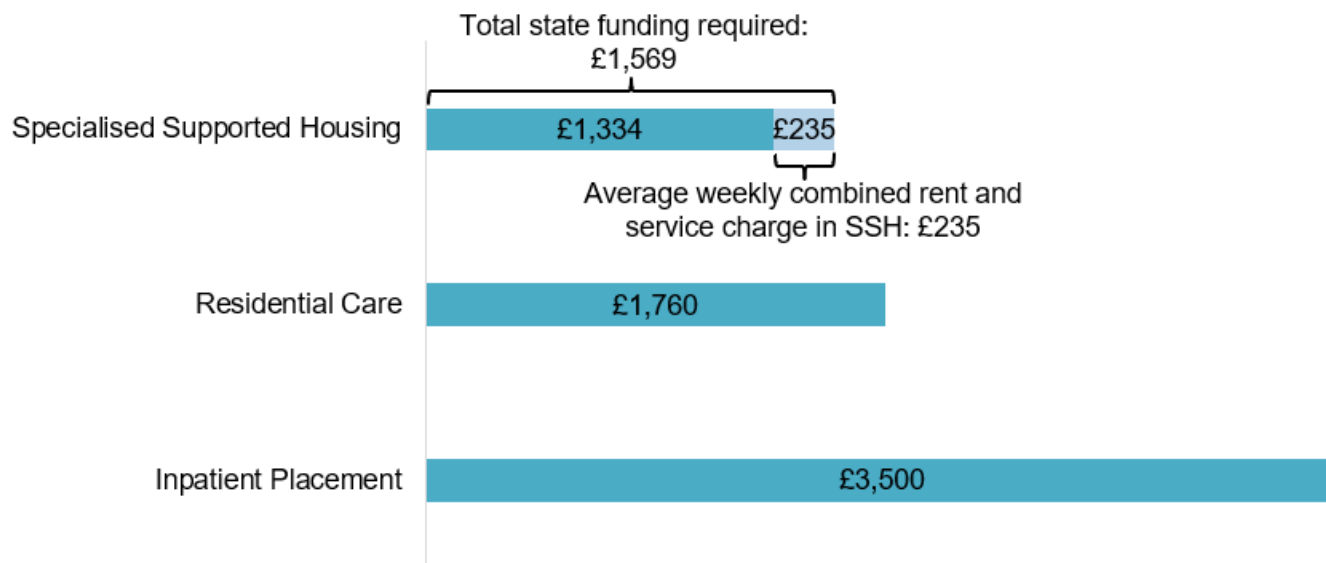 Total state funding required:
£1,569
Specialised Supported Housing
£1,334
£235
Average weekly combined rent and
service charge in SSH: £235
Residential Care
£1,760
Inpatient Placement
£3,500